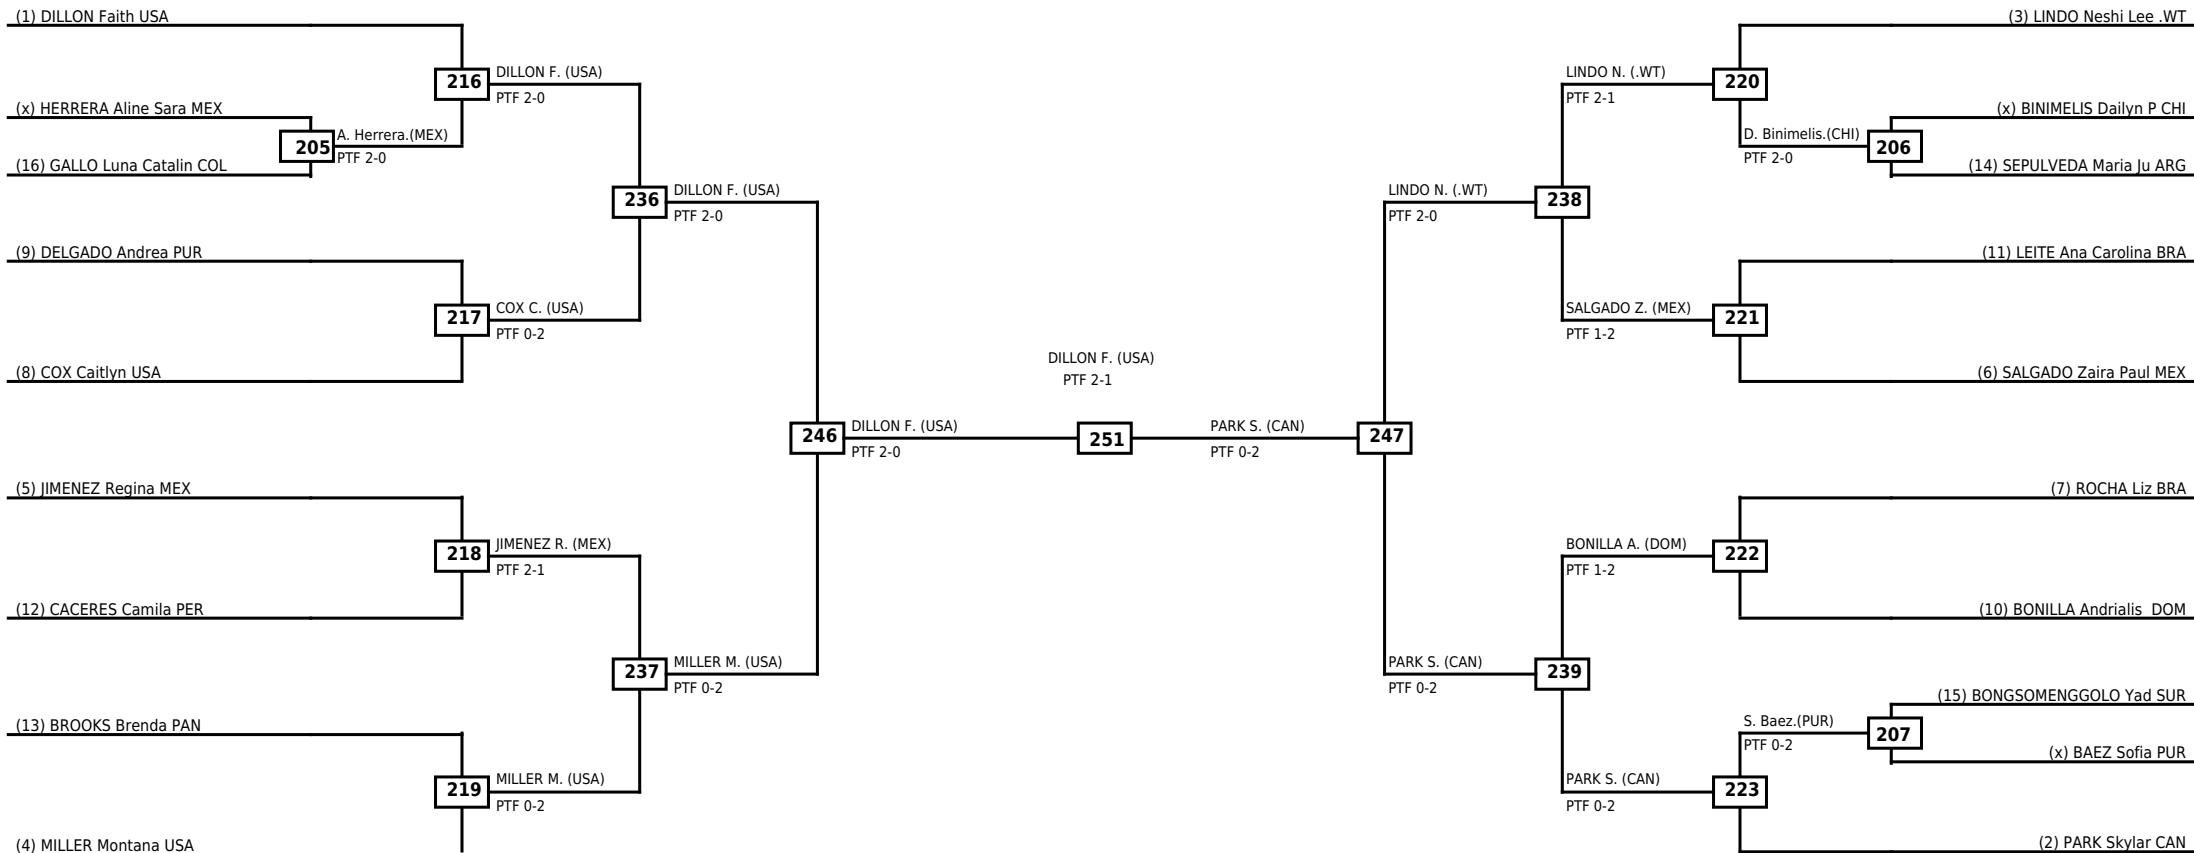 (1) DILLON Faith USA
(3) LINDO Neshi Lee .WT
216
DILLON F. (USA)
PTF 2-0
LINDO N. (.WT)
PTF 2-1
220
(x) HERRERA Aline Sara MEX
(x) BINIMELIS Dailyn P CHI
205
A. Herrera.(MEX)
PTF 2-0
D. Binimelis.(CHI)
PTF 2-0
206
(16) GALLO Luna Catalin COL
(14) SEPULVEDA Maria Ju ARG
236
DILLON F. (USA)
PTF 2-0
LINDO N. (.WT)
PTF 2-0
238
(9) DELGADO Andrea PUR
(11) LEITE Ana Carolina BRA
217
COX C. (USA)
PTF 0-2
SALGADO Z. (MEX)
PTF 1-2
221
(8) COX Caitlyn USA
(6) SALGADO Zaira Paul MEX
DILLON F. (USA)
PTF 2-1
246
DILLON F. (USA)
PTF 2-0
251
PARK S. (CAN)
PTF 0-2
247
(5) JIMENEZ Regina MEX
(7) ROCHA Liz BRA
218
JIMENEZ R. (MEX)
PTF 2-1
BONILLA A. (DOM)
PTF 1-2
222
(12) CACERES Camila PER
(10) BONILLA Andrialis  DOM
237
MILLER M. (USA)
PTF 0-2
PARK S. (CAN)
PTF 0-2
239
(15) BONGSOMENGGOLO Yad SUR
(13) BROOKS Brenda PAN
S. Baez.(PUR)
PTF 0-2
207
(x) BAEZ Sofia PUR
219
MILLER M. (USA)
PTF 0-2
PARK S. (CAN)
PTF 0-2
223
(4) MILLER Montana USA
(2) PARK Skylar CAN